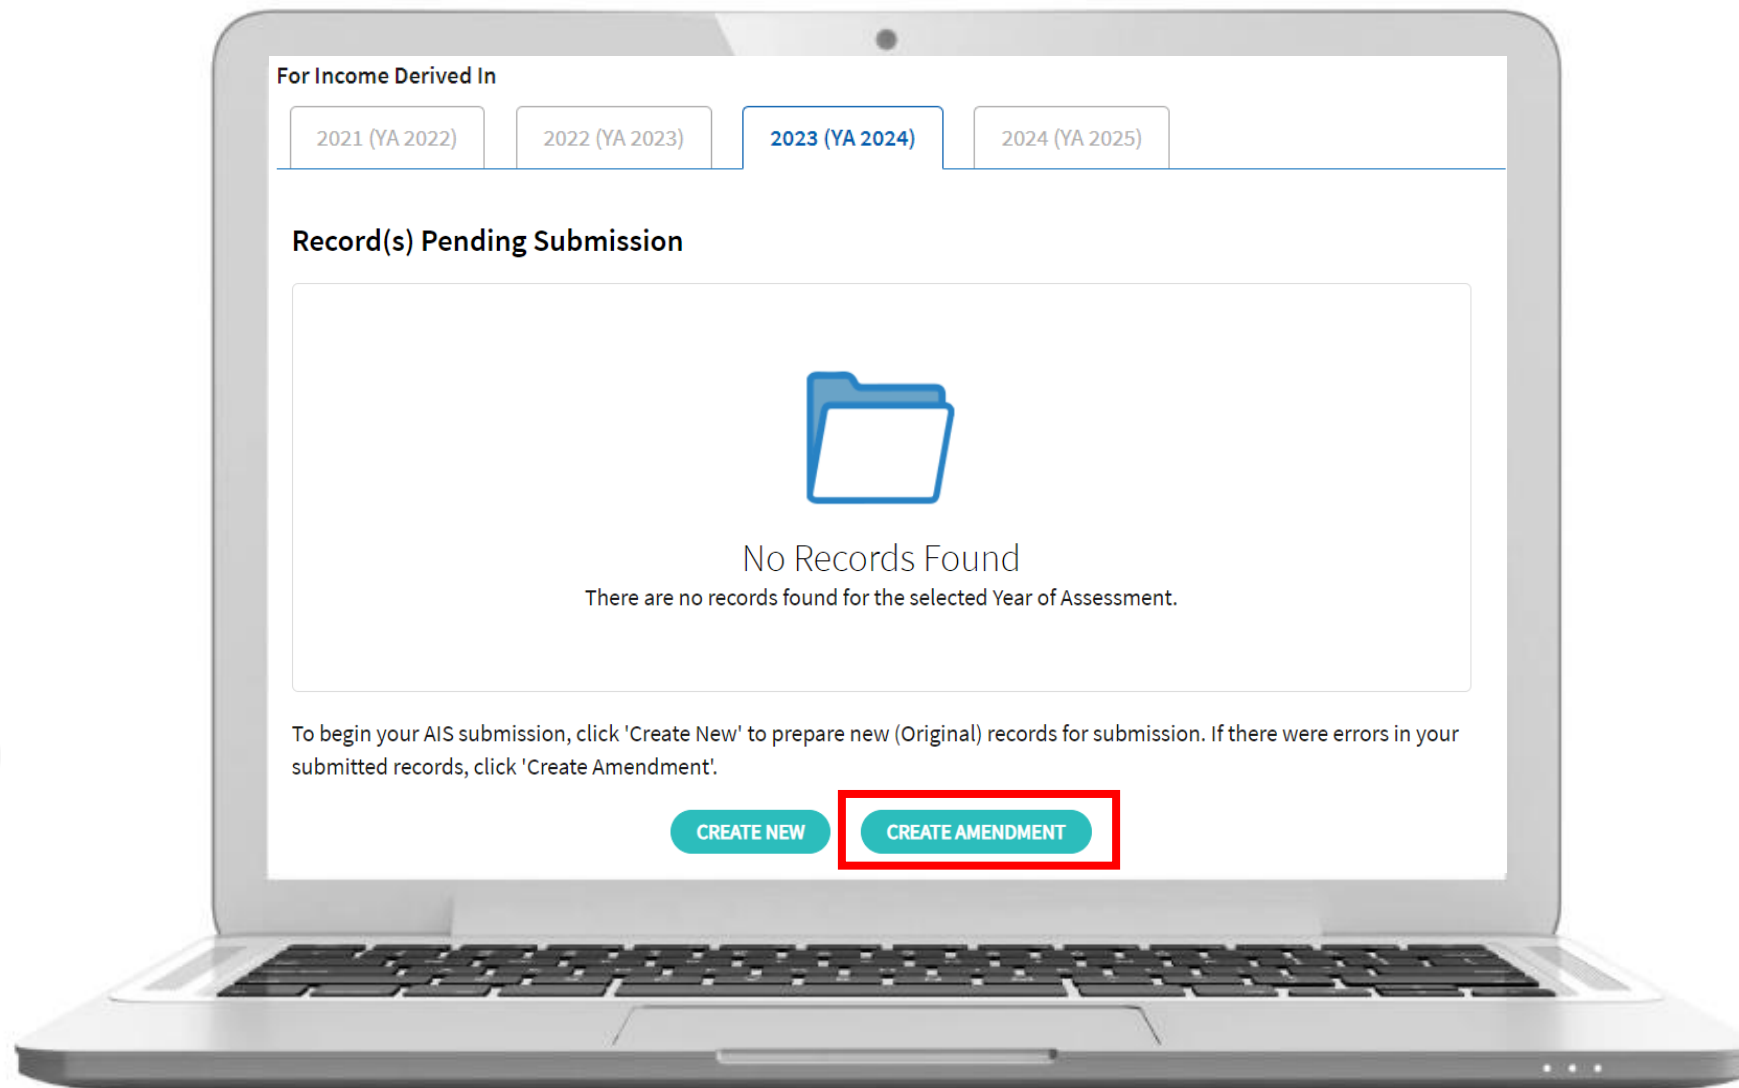 For Income Derived In
2021 (YA 2022)
2022 (YA 2023)
2023 (YA 2024)
2024 (YA 2025)
Record(s) Pending Submission
No Records Found
There are no records found for the selected Year of Assessment.
To begin your AIS submission, click 'Create New' to prepare new (Original) records for submission. If there were errors in your
submitted records, click 'Create Amendment'.
CREATE NEW
CREATE AMENDMENT